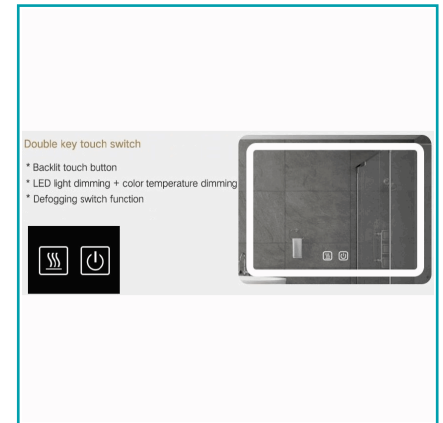 Double key touch switch
* Backlit touch button
* LED light dimming + color temperature dimming
* Defogging switch function